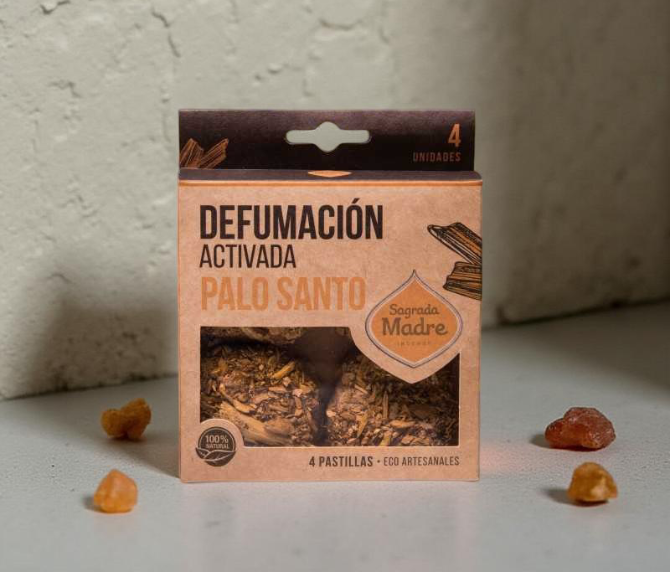 4
UNIDADES
DEFUMACIÓN
ACTIVADA
PALO SANTO
Sagrada
Madre
100%
NATURAL
4 PASTILLAS • ECO ARTESANALES